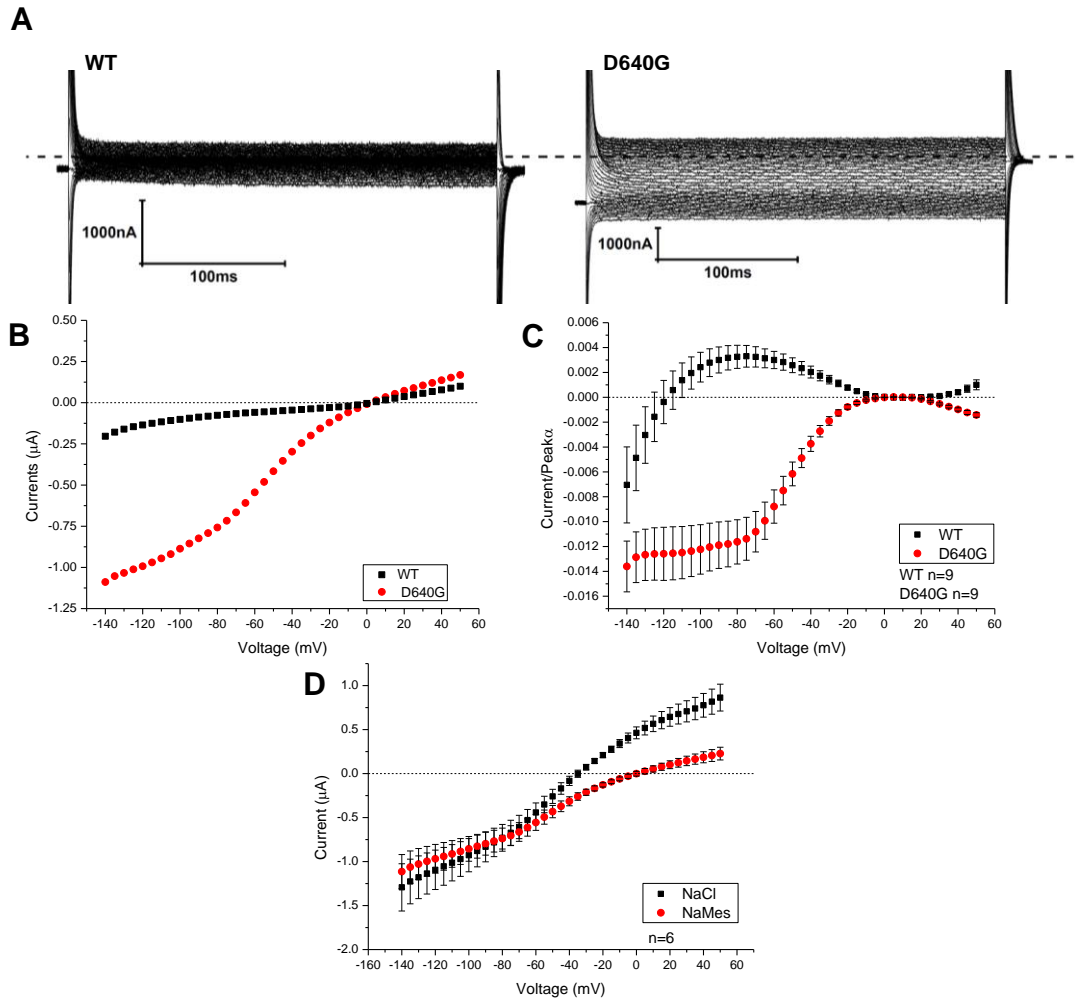 A
WT
D640G
1000nA
100ms
1000nA
100ms
B
0.50
0.25
0.00
-0.25
-0.50
-0.75
-1.00
-1.25
Currents (μA)
-140 -120 -100 -80 -60 -40 -20 0 20 40 60
Voltage (mV)
WT
D640G
C
0.006
0.004
0.002
0.000
-0.002
-0.004
-0.006
-0.008
-0.010
-0.012
-0.014
-0.016
Current/Peakα
-140 -120 -100 -80 -60 -40 -20 0 20 40 60
Voltage (mV)
WT
D640G
WT n=9
D640G n=9
D
1.0
0.5
0.0
-0.5
-1.0
-1.5
-2.0
Current (μA)
-160 -140 -120 -100 -80 -60 -40 -20 0 20 40 60
Voltage (mV)
NaCl
NaMes
n=6